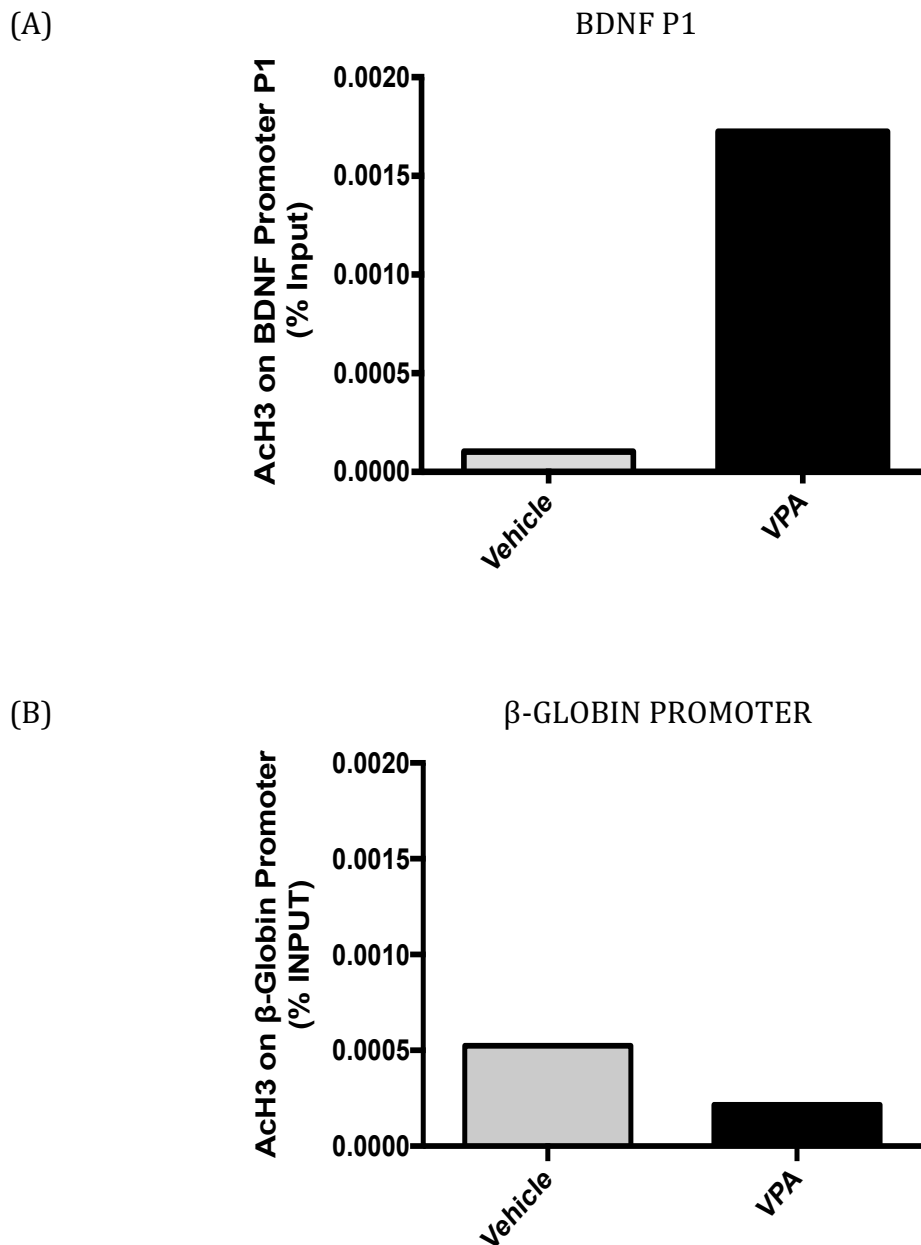 (A)
BDNF P1
AcH3 on BDNF Promoter P1
(% Input)
0.0020
0.0015
0.0010
0.0005
0.0000
Vehicle
VPA
(B)
β-GLOBIN PROMOTER
AcH3 on β-Globin Promoter
(% INPUT)
0.0020
0.0015
0.0010
0.0005
0.0000
Vehicle
VPA